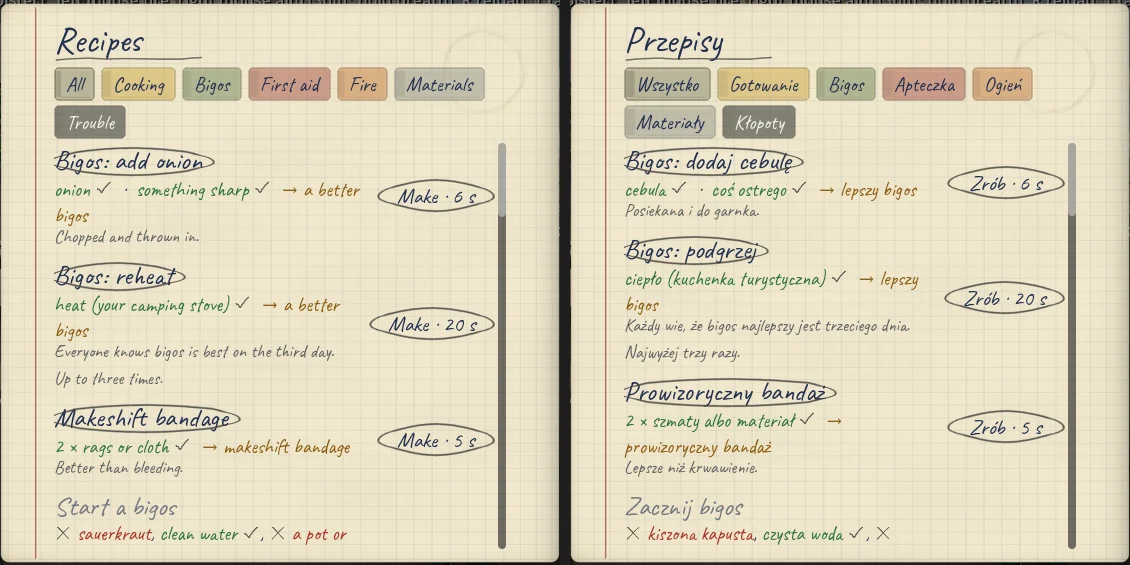 Recipes
All Cooking Bigos First aid Fire Materials
Trouble
Bigos: add onion
onion ✓ · something sharp ✓ → a better
bigos
Chopped and thrown in.
Make · 6 s
Bigos: reheat
heat (your camping stove) ✓ → a better
bigos
Everyone knows bigos is best on the third day.
Up to three times.
Make · 20 s
Makeshift bandage
2 × rags or cloth ✓ → makeshift bandage
Better than bleeding.
Make · 5 s
Start a bigos
× sauerkraut, clean water ✓, × a pot or
Przepisy
Wszystko Gotowanie Bigos Apteczka Ogień
Materiały Kłopoty
Bigos: dodaj cebulę
cebula ✓ · coś ostrego ✓ → lepszy bigos
Posiekana i do garnka.
Zrób · 6 s
Bigos: podgrzej
ciepło (kuchenka turystyczna) ✓ → lepszy
bigos
Każdy wie, że bigos najlepszy jest trzeciego dnia.
Najwyżej trzy razy.
Zrób · 20 s
Prowizoryczny bandaż
2 × szmaty albo materiał ✓ →
prowizoryczny bandaż
Lepsze niż krwawienie.
Zrób · 5 s
Zacznij bigos
× kiszona kapusta, czysta woda ✓, ×